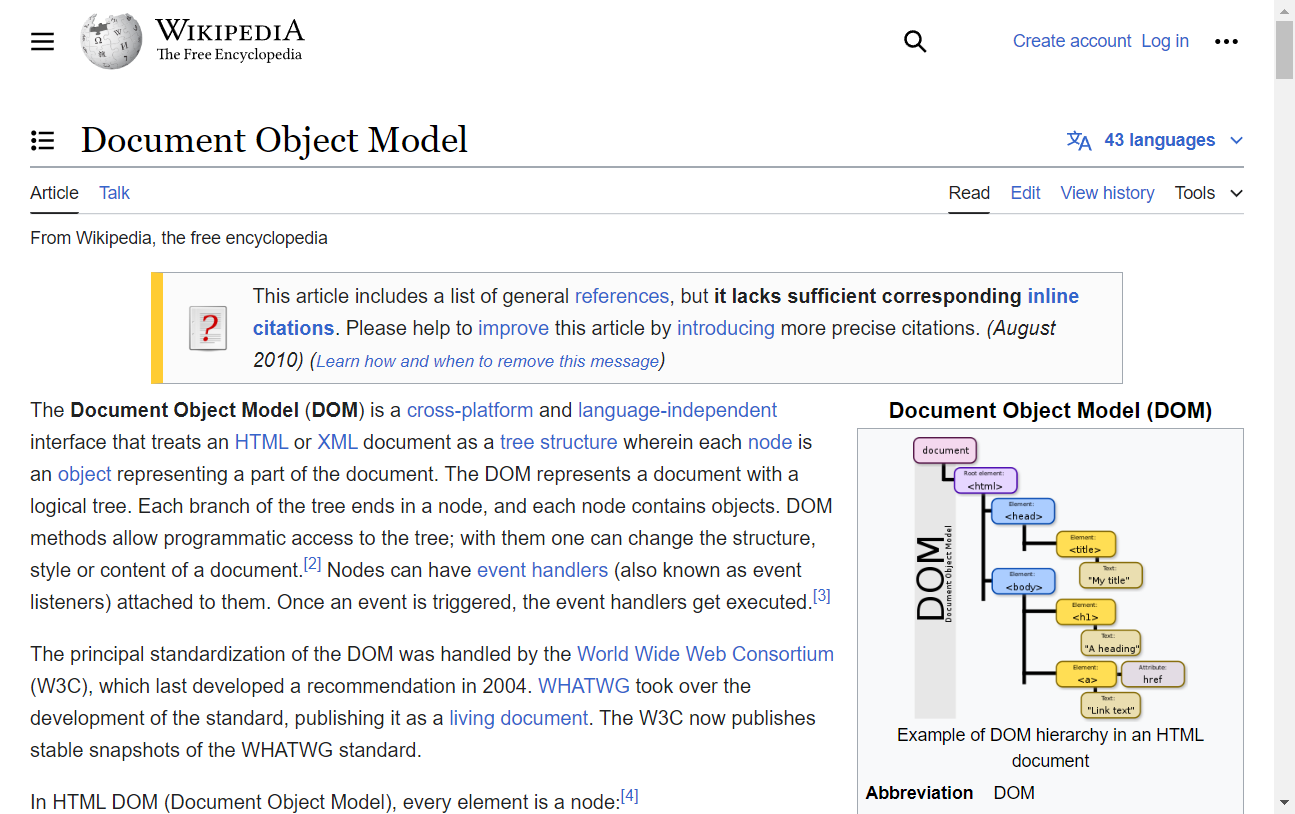 WIKIPEDIA
The Free Encyclopedia
Create account Log in
Document Object Model
43 languages
Article Talk
Read Edit View history Tools
From Wikipedia, the free encyclopedia
This article includes a list of general references, but it lacks sufficient corresponding inline
citations. Please help to improve this article by introducing more precise citations. (August
2010) (Learn how and when to remove this message)
The Document Object Model (DOM) is a cross-platform and language-independent
interface that treats an HTML or XML document as a tree structure wherein each node is
an object representing a part of the document. The DOM represents a document with a
logical tree. Each branch of the tree ends in a node, and each node contains objects. DOM
methods allow programmatic access to the tree; with them one can change the structure,
style or content of a document.[2] Nodes can have event handlers (also known as event
listeners) attached to them. Once an event is triggered, the event handlers get executed.[3]
The principal standardization of the DOM was handled by the World Wide Web Consortium
(W3C), which last developed a recommendation in 2004. WHATWG took over the
development of the standard, publishing it as a living document. The W3C now publishes
stable snapshots of the WHATWG standard.
In HTML DOM (Document Object Model), every element is a node:[4]
Document Object Model (DOM)
document
Root element:
<html>
Element:
<head>
Element:
<title>
Text:
"My title"
Element:
<body>
Element:
<h1>
Text:
"A heading"
Element:
<a>
Attribute:
href
Text:
"Link text"
DOM
Document Object Model
Example of DOM hierarchy in an HTML
document
Abbreviation DOM